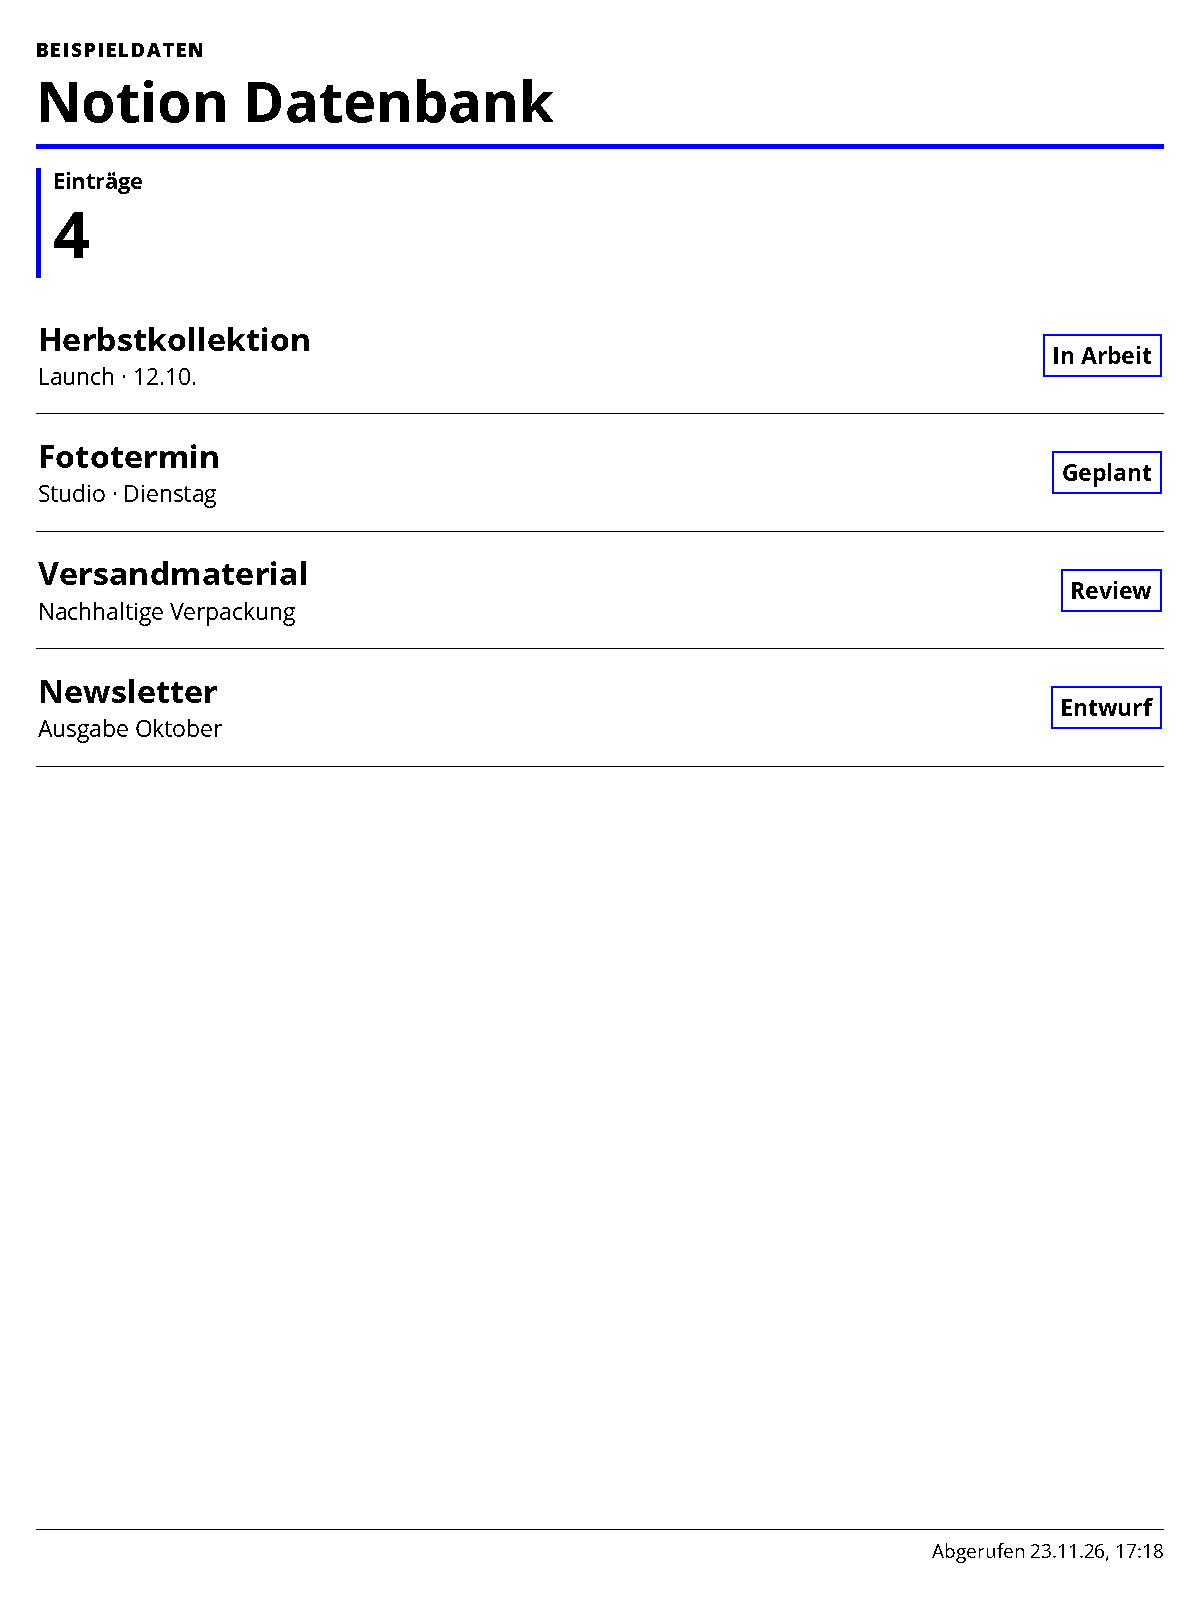 BEISPIELDATEN
Notion Datenbank
Einträge
4
Herbstkollektion
Launch · 12.10.
In Arbeit
Fototermin
Studio · Dienstag
Geplant
Versandmaterial
Nachhaltige Verpackung
Review
Newsletter
Ausgabe Oktober
Entwurf
Abgerufen 23.11.26, 17:18